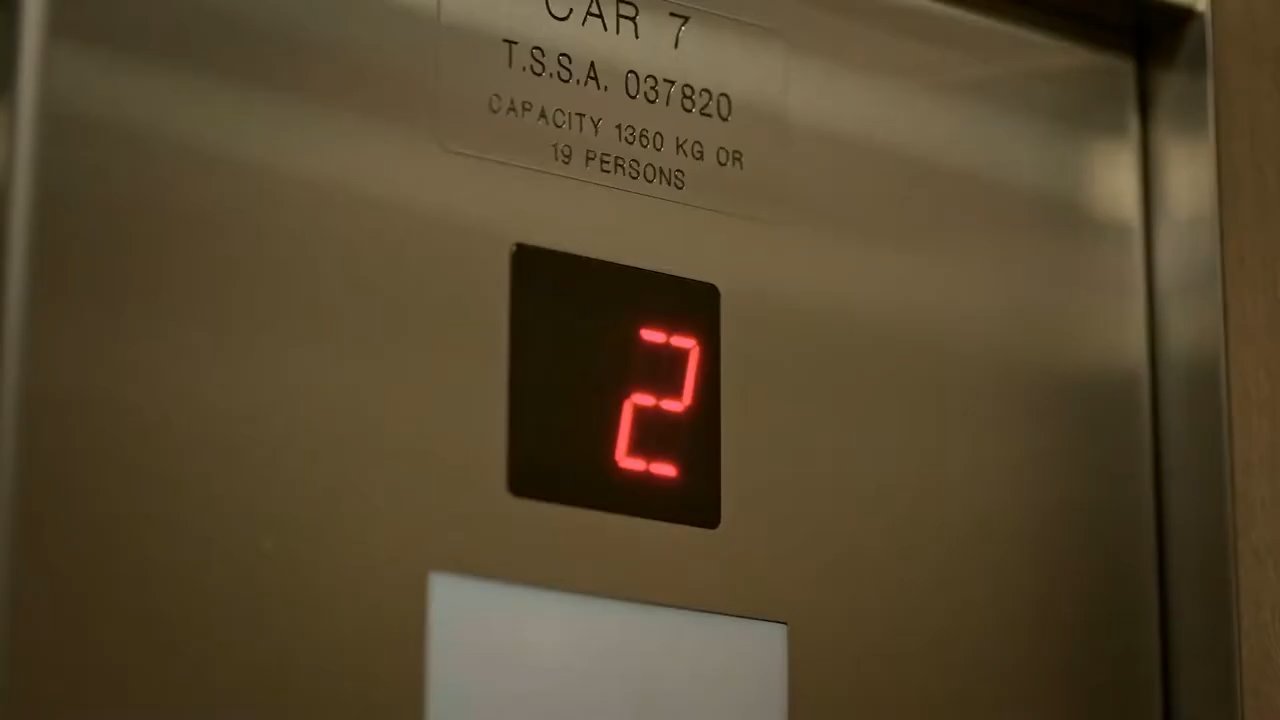 CAR 7
T.S.S.A. 037820
CAPACITY 1360 KG OR
19 PERSONS
2